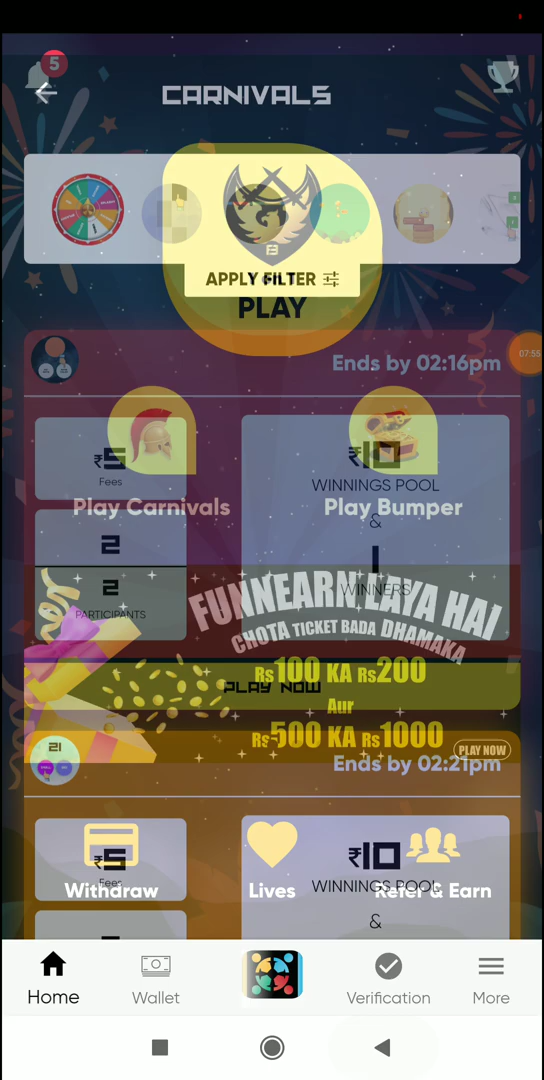 5
CARNIVALS
APPLY FILTER
PLAY
Ends by 02:16pm
07:55
₹5
Fees
₹10
WINNINGS POOL
&
1
WINNERS
Play Carnivals
Play Bumper
2
2
PARTICIPANTS
FUNNEARN LAYA HAI
CHOTA TICKET BADA DHAMAKA
Rs100 KA Rs200
PLAY NOW
Aur
Rs500 KA Rs1000
PLAY NOW
21
Ends by 02:21pm
₹5
Fees
₹10
WINNINGS POOL
&
Withdraw
Lives
Refer & Earn
Home
Wallet
Verification
More